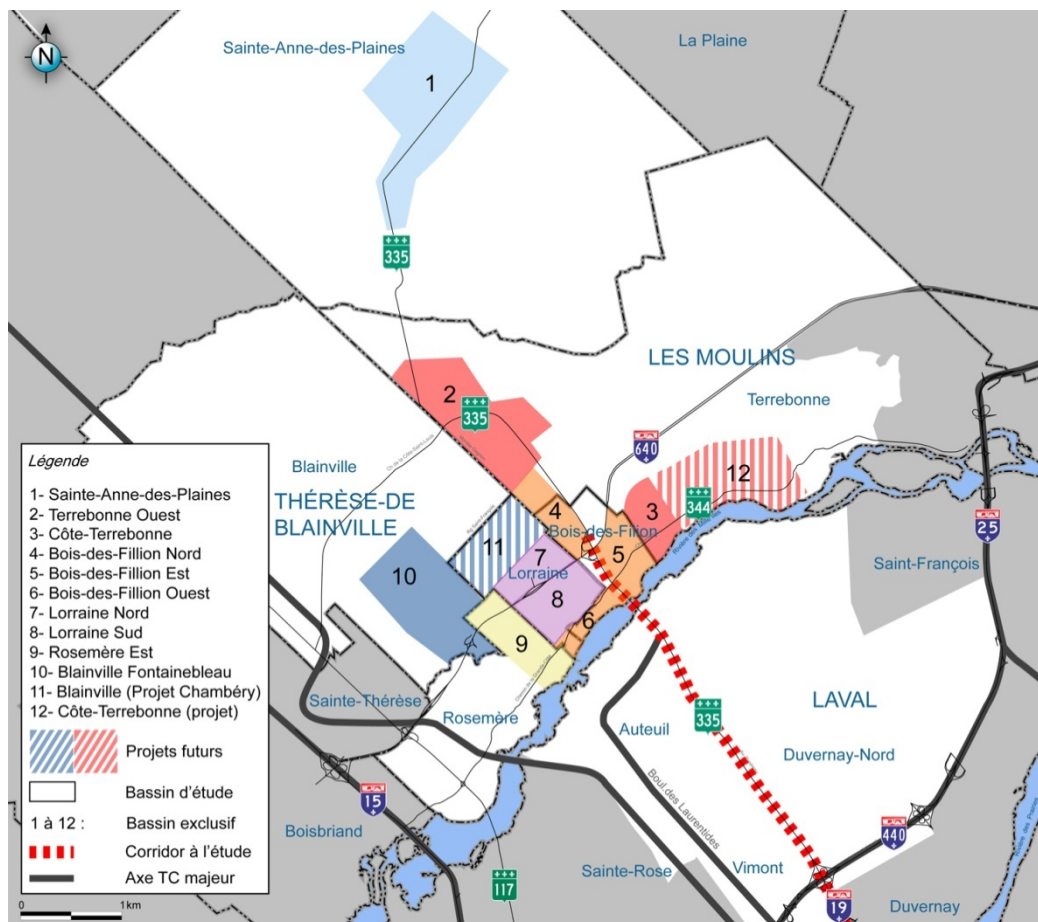 N
Sainte-Anne-des-Plaines
La Plaine
1
335
LES MOULINS
Terrebonne
2
335
640
12
344
3
25
Blainville
THÉRÈSE-DE
BLAINVILLE
4
Bois-des-Filion
5
11
7
Lorraine
10
8
6
9
Saint-François
Sainte-Thérèse
Rosemère
LAVAL
Auteuil
335
Duvernay-Nord
Boul.des Laurentides
15
Boisbriand
440
Sainte-Rose
Vimont
117
19
Duvernay
Légende
1- Sainte-Anne-des-Plaines
2- Terrebonne Ouest
3- Côte-Terrebonne
4- Bois-des-Fillion Nord
5- Bois-des-Fillion Est
6- Bois-des-Fillion Ouest
7- Lorraine Nord
8- Lorraine Sud
9- Rosemère Est
10- Blainville Fontainebleau
11- Blainville (Projet Chambéry)
12- Côte-Terrebonne (projet)
Projets futurs
Bassin d'étude
1 à 12 : Bassin exclusif
Corridor à l'étude
Axe TC majeur
0 1km